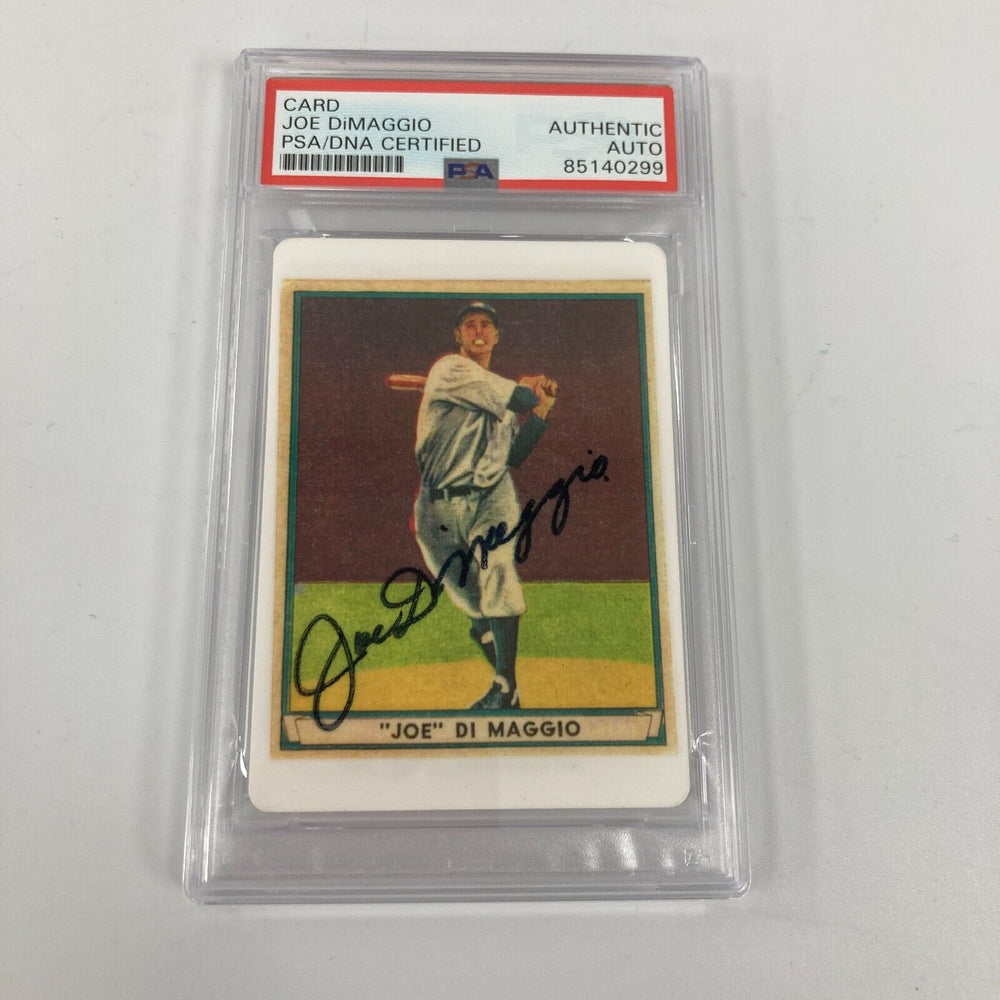 CARD
JOE DiMAGGIO
PSA/DNA CERTIFIED
AUTHENTIC
AUTO
85140299
PSA
Joe DiMaggio
"JOE" DI MAGGIO